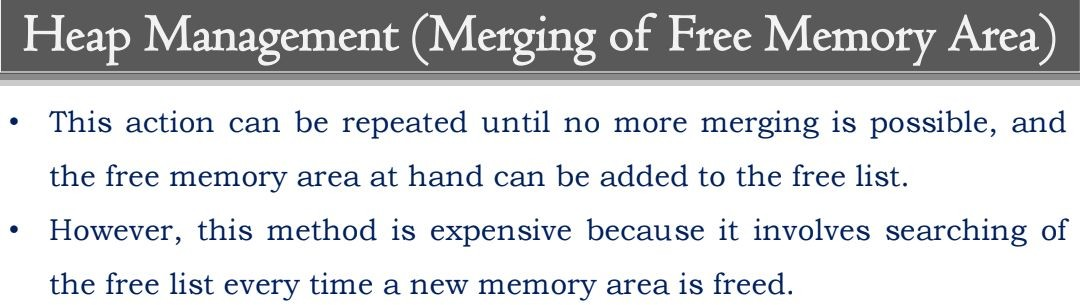 Heap Management (Merging of Free Memory Area)
• This action can be repeated until no more merging is possible, and
the free memory area at hand can be added to the free list.
• However, this method is expensive because it involves searching of
the free list every time a new memory area is freed.